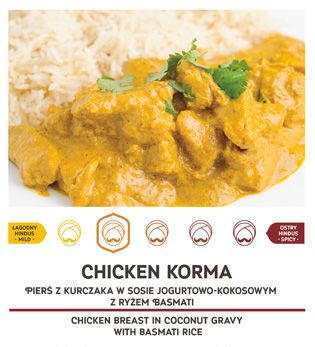 ŁAGODNY
HINDUS
- MILD -
OSTRY
HINDUS
- SPICY -
CHICKEN KORMA
PIERŚ Z KURCZAKA W SOSIE JOGURTOWO-KOKOSOWYM
Z RYŻEM BASMATI
CHICKEN BREAST IN COCONUT GRAVY
WITH BASMATI RICE